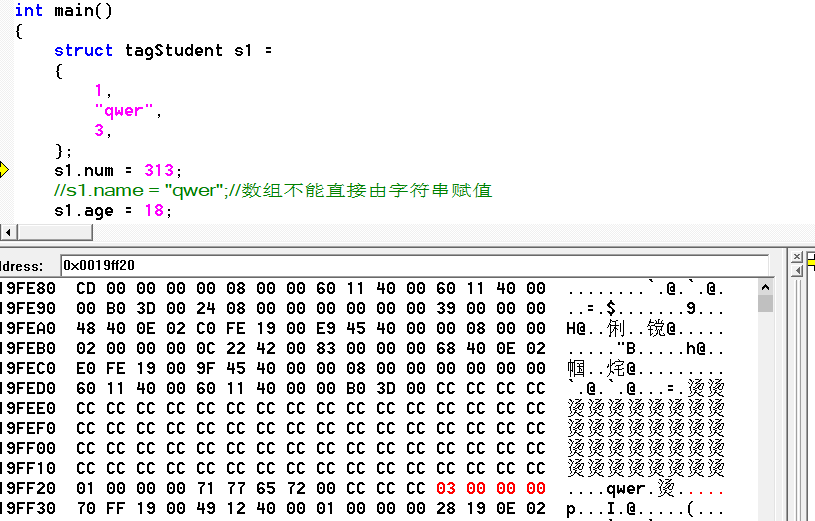 int main()
{
    struct tagStudent s1 =
    {
        1,
        "qwer",
        3,
    };
    s1.num = 313;
    //s1.name = "qwer";//数组不能直接由字符串赋值
    s1.age = 18;
ldress: 0x0019ff20
19FE80 CD 00 00 00 00 08 00 00 60 11 40 00 60 11 40 00 ........`.@.`.@.
19FE90 00 B0 3D 00 24 08 00 00 00 00 00 00 39 00 00 00 ..=.$.......9...
19FEA0 48 40 0E 02 C0 FE 19 00 E9 45 40 00 00 08 00 00 H@..俐..镋@.....
19FEB0 02 00 00 00 0C 22 42 00 83 00 00 00 68 40 0E 02 ....."B.....h@..
19FEC0 E0 FE 19 00 9F 45 40 00 00 08 00 00 00 00 00 00 帼..烢@.........
19FED0 60 11 40 00 60 11 40 00 00 B0 3D 00 CC CC CC CC `.@.`.@...=.烫烫
19FEE0 CC CC CC CC CC CC CC CC CC CC CC CC CC CC CC CC 烫烫烫烫烫烫烫烫
19FEF0 CC CC CC CC CC CC CC CC CC CC CC CC CC CC CC CC 烫烫烫烫烫烫烫烫
19FF00 CC CC CC CC CC CC CC CC CC CC CC CC CC CC CC CC 烫烫烫烫烫烫烫烫
19FF10 CC CC CC CC CC CC CC CC CC CC CC CC CC CC CC CC 烫烫烫烫烫烫烫烫
19FF20 01 00 00 00 71 77 65 72 00 CC CC CC 03 00 00 00 ....qwer.烫.....
19FF30 70 FF 19 00 49 12 40 00 01 00 00 00 28 19 0E 02 p...I.@.....(...